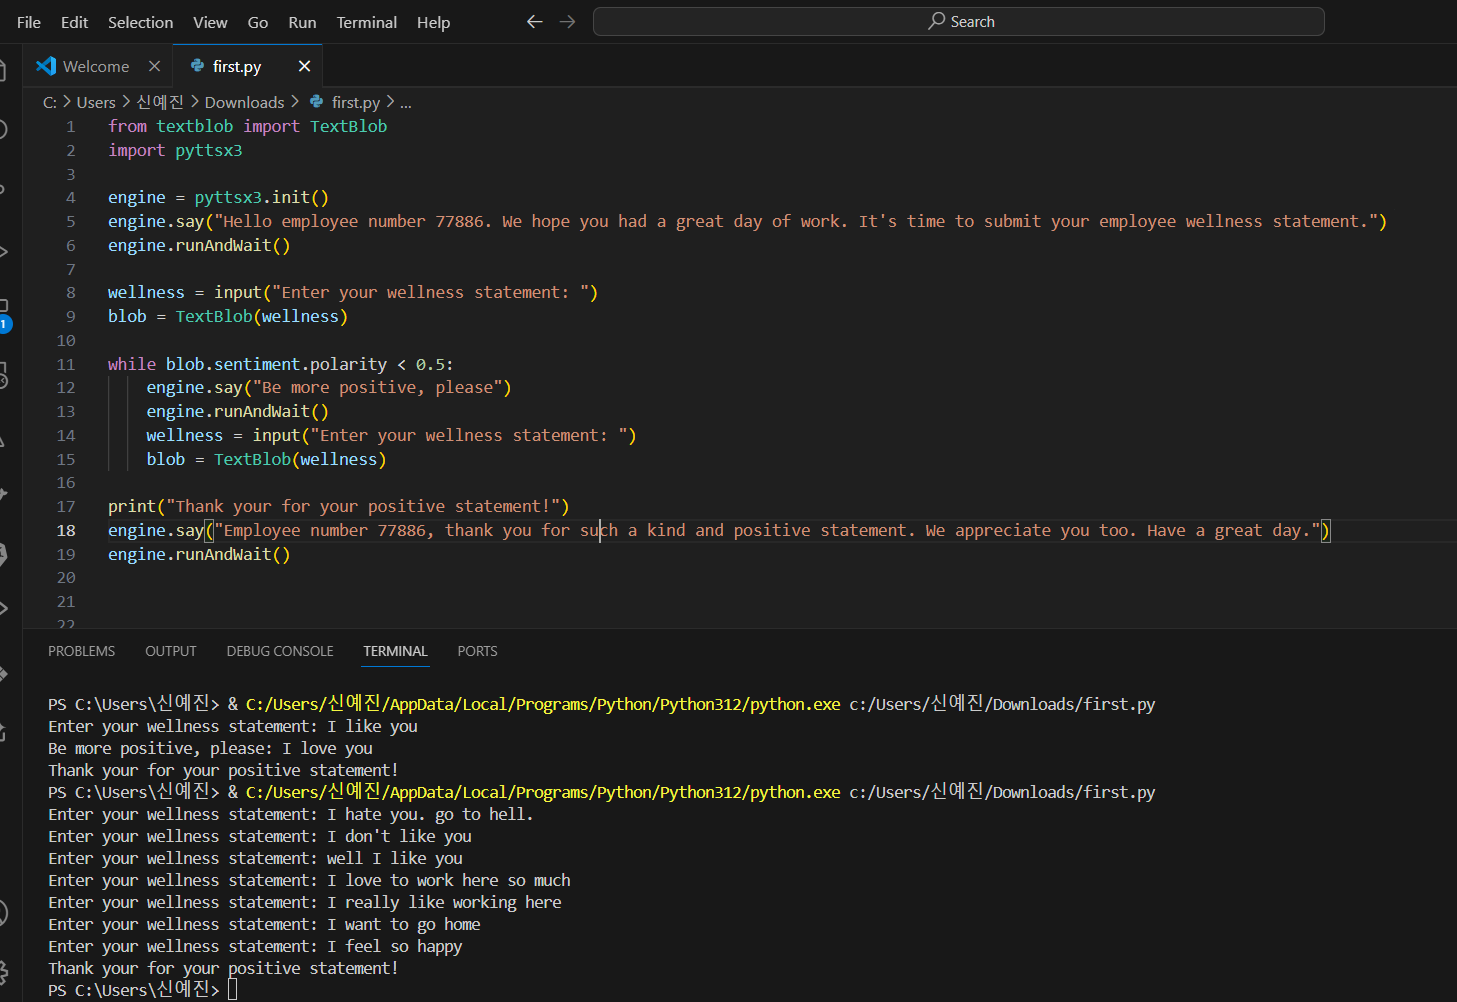 File Edit Selection View Go Run Terminal Help
Search
Welcome first.py
C: > Users > 신예진 > Downloads > first.py > ...
1 from textblob import TextBlob
2 import pyttsx3
3
4 engine = pyttsx3.init()
5 engine.say("Hello employee number 77886. We hope you had a great day of work. It's time to submit your employee wellness statement.")
6 engine.runAndWait()
7
8 wellness = input("Enter your wellness statement: ")
9 blob = TextBlob(wellness)
10
11 while blob.sentiment.polarity < 0.5:
12 engine.say("Be more positive, please")
13 engine.runAndWait()
14 wellness = input("Enter your wellness statement: ")
15 blob = TextBlob(wellness)
16
17 print("Thank your for your positive statement!")
18 engine.say("Employee number 77886, thank you for such a kind and positive statement. We appreciate you too. Have a great day.")
19 engine.runAndWait()
20
21
22
1
PROBLEMS OUTPUT DEBUG CONSOLE TERMINAL PORTS
PS C:\Users\신예진> & C:/Users/신예진/AppData/Local/Programs/Python/Python312/python.exe c:/Users/신예진/Downloads/first.py
Enter your wellness statement: I like you
Be more positive, please: I love you
Thank your for your positive statement!
PS C:\Users\신예진> & C:/Users/신예진/AppData/Local/Programs/Python/Python312/python.exe c:/Users/신예진/Downloads/first.py
Enter your wellness statement: I hate you. go to hell.
Enter your wellness statement: I don't like you
Enter your wellness statement: well I like you
Enter your wellness statement: I love to work here so much
Enter your wellness statement: I really like working here
Enter your wellness statement: I want to go home
Enter your wellness statement: I feel so happy
Thank your for your positive statement!
PS C:\Users\신예진>